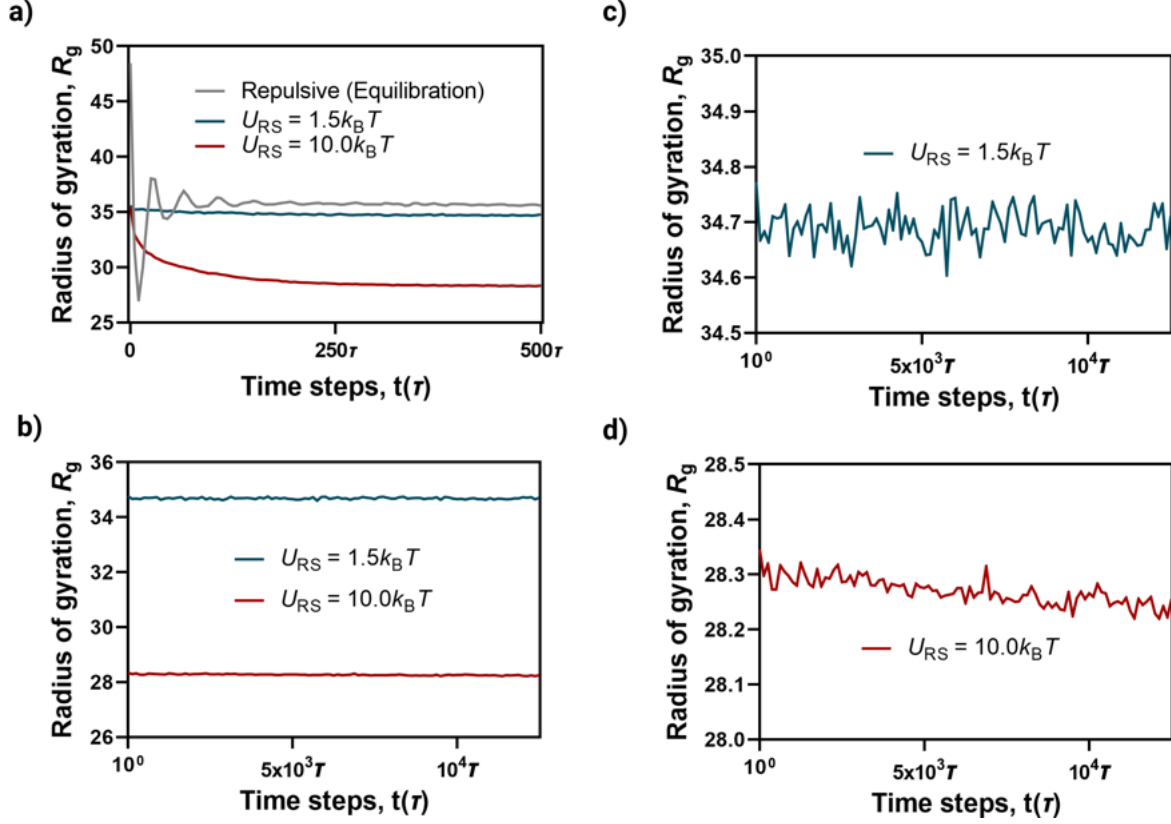 a)
Radius of gyration, Rg
50
45
40
35
30
25
Repulsive (Equilibration)
URS = 1.5kBT
URS = 10.0kBT
0
250τ
500τ
Time steps, t(τ)
b)
Radius of gyration, Rg
36
34
32
30
28
26
URS = 1.5kBT
URS = 10.0kBT
10⁰
5x10³τ
10⁴τ
Time steps, t(τ)
c)
Radius of gyration, Rg
35.0
34.9
34.8
34.7
34.6
34.5
URS = 1.5kBT
10⁰
5x10³τ
10⁴τ
Time steps, t(τ)
d)
Radius of gyration, Rg
28.5
28.4
28.3
28.2
28.1
28.0
URS = 10.0kBT
10⁰
5x10³τ
10⁴τ
Time steps, t(τ)